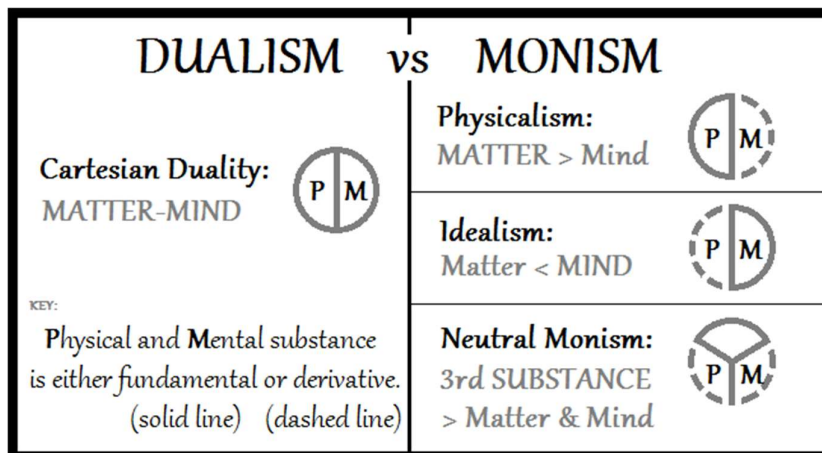 DUALISM vs MONISM
Cartesian Duality:
MATTER-MIND
P M
KEY:
Physical and Mental substance
is either fundamental or derivative.
(solid line) (dashed line)
Physicalism:
MATTER > Mind
P M
Idealism:
Matter < MIND
P M
Neutral Monism:
3rd SUBSTANCE
> Matter & Mind
P M